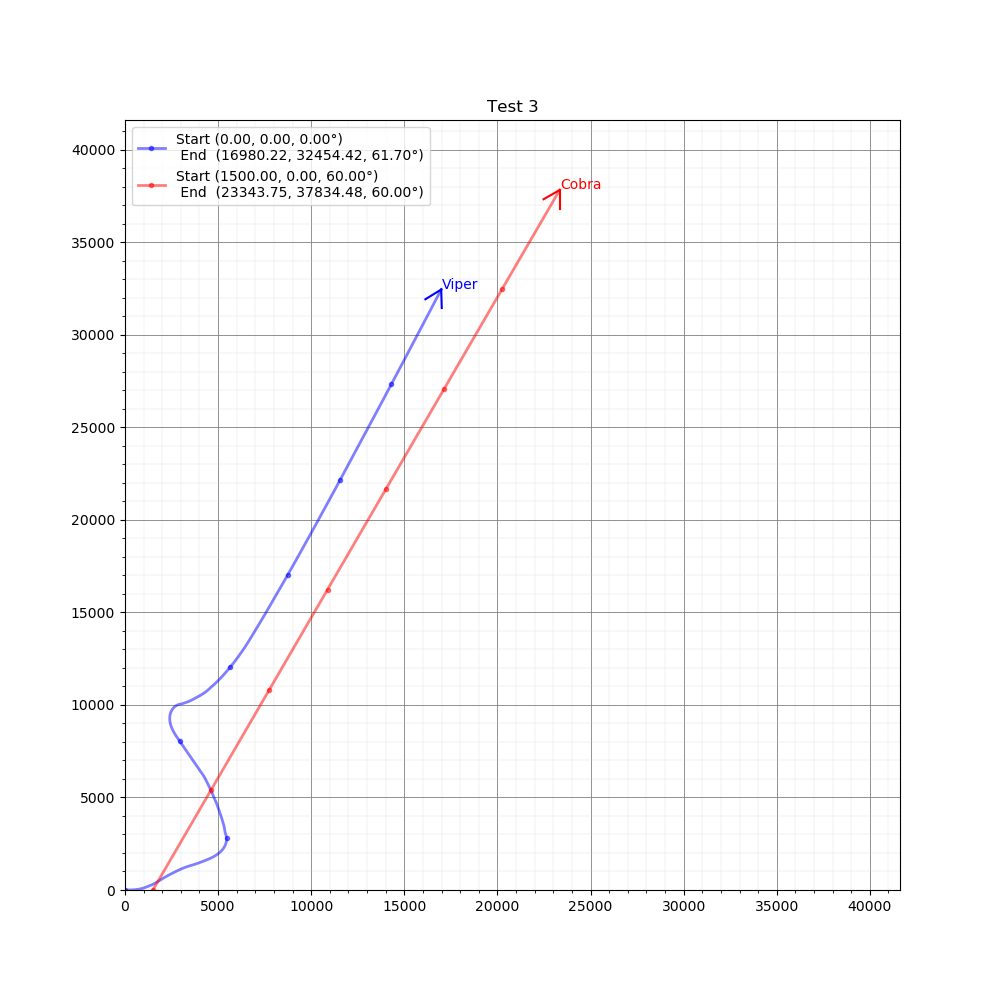 Test 3
Start (0.00, 0.00, 0.00°)
End (16980.22, 32454.42, 61.70°)
Start (1500.00, 0.00, 60.00°)
End (23343.75, 37834.48, 60.00°)
Cobra
Viper
40000
35000
30000
25000
20000
15000
10000
5000
0
0 5000 10000 15000 20000 25000 30000 35000 40000